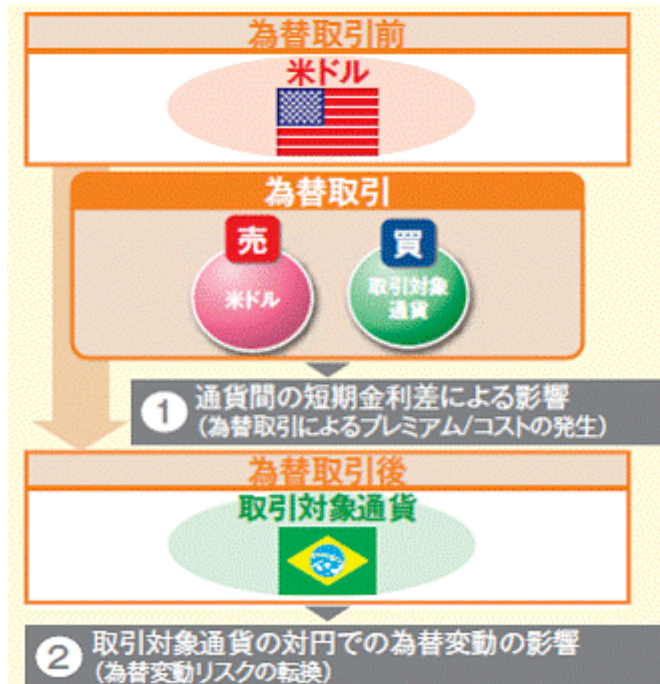 為替取引前
米ドル
為替取引
売
買
米ドル
取引対象
通貨
1 通貨間の短期金利差による影響
(為替取引によるプレミアム/コストの発生)
為替取引後
取引対象通貨
2 取引対象通貨の対円での為替変動の影響
(為替変動リスクの転換)